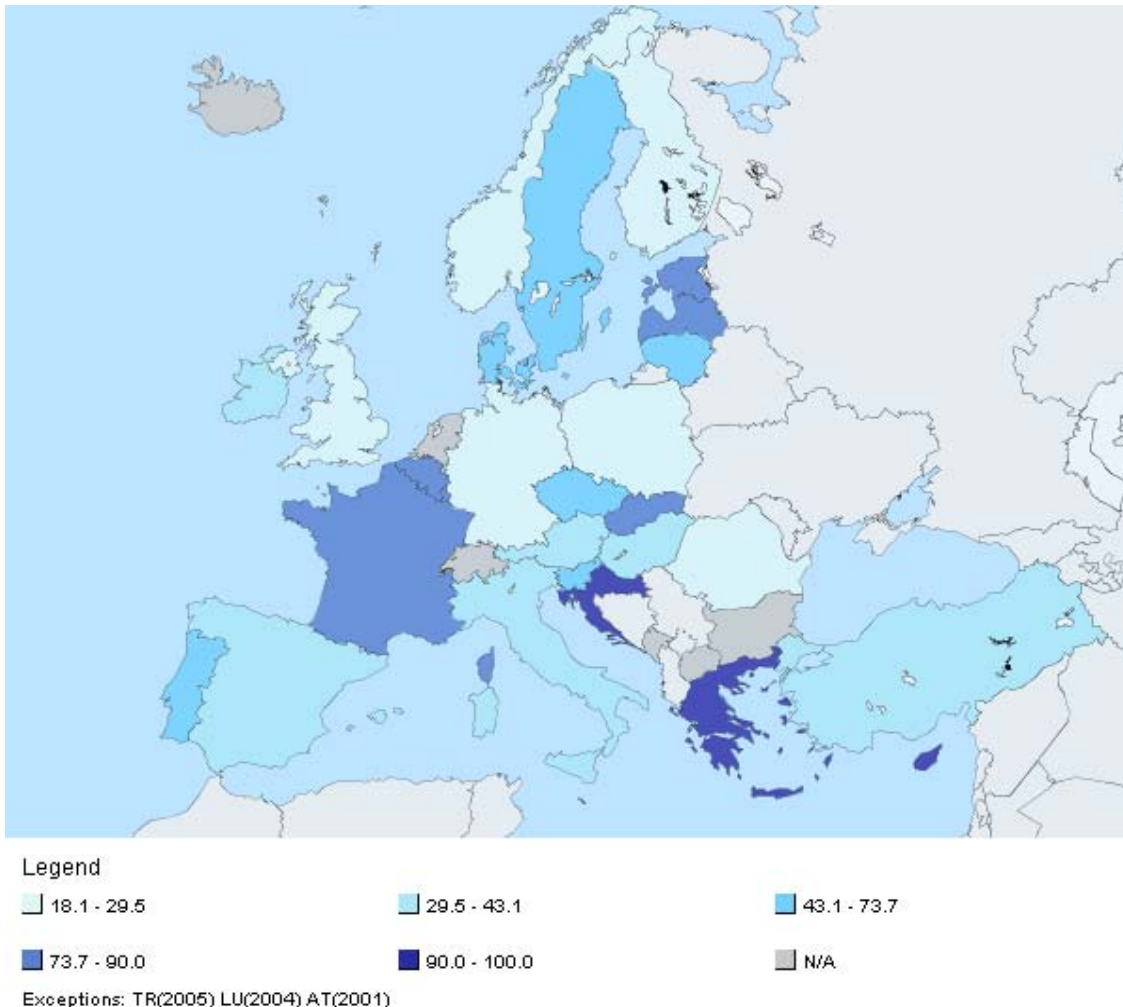 Legend
18.1 - 29.5
29.5 - 43.1
43.1 - 73.7
73.7 - 90.0
90.0 - 100.0
N/A
Exceptions: TR(2005) LU(2004) AT(2001)